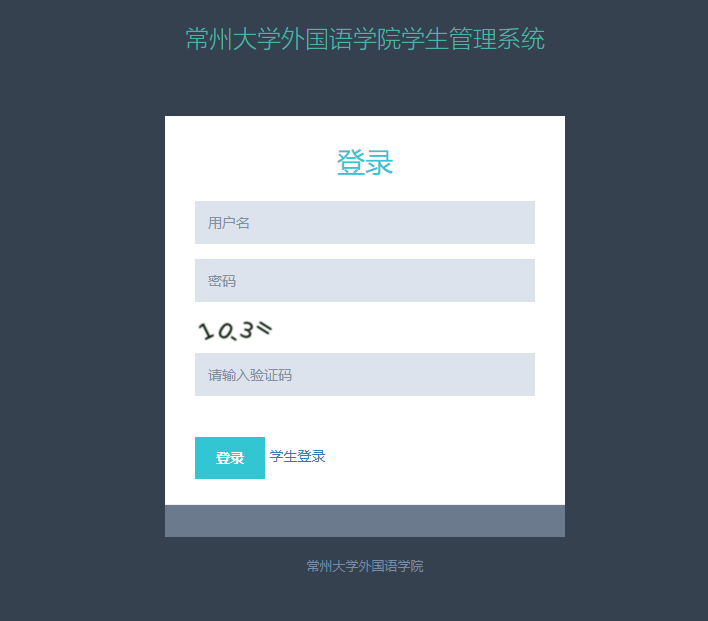 常州大学外国语学院学生管理系统
登录
用户名
密码
请输入验证码
登录 学生登录
常州大学外国语学院